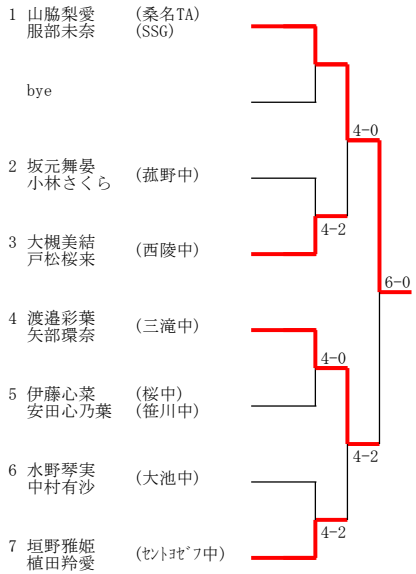 1 山脇梨愛 (桑名TA)
服部未奈 (SSG)
bye
4-0
2 坂元舞晏 (菰野中)
小林さくら
4-2
3 大槻美結 (西陵中)
戸松桜来
6-0
4 渡邉彩葉 (三滝中)
矢部環奈
4-0
5 伊藤心菜 (桜中)
安田心乃葉 (笹川中)
4-2
6 水野琴実 (大池中)
中村有沙
4-2
7 垣野雅姫 (セントヨゼフ中)
植田羚愛